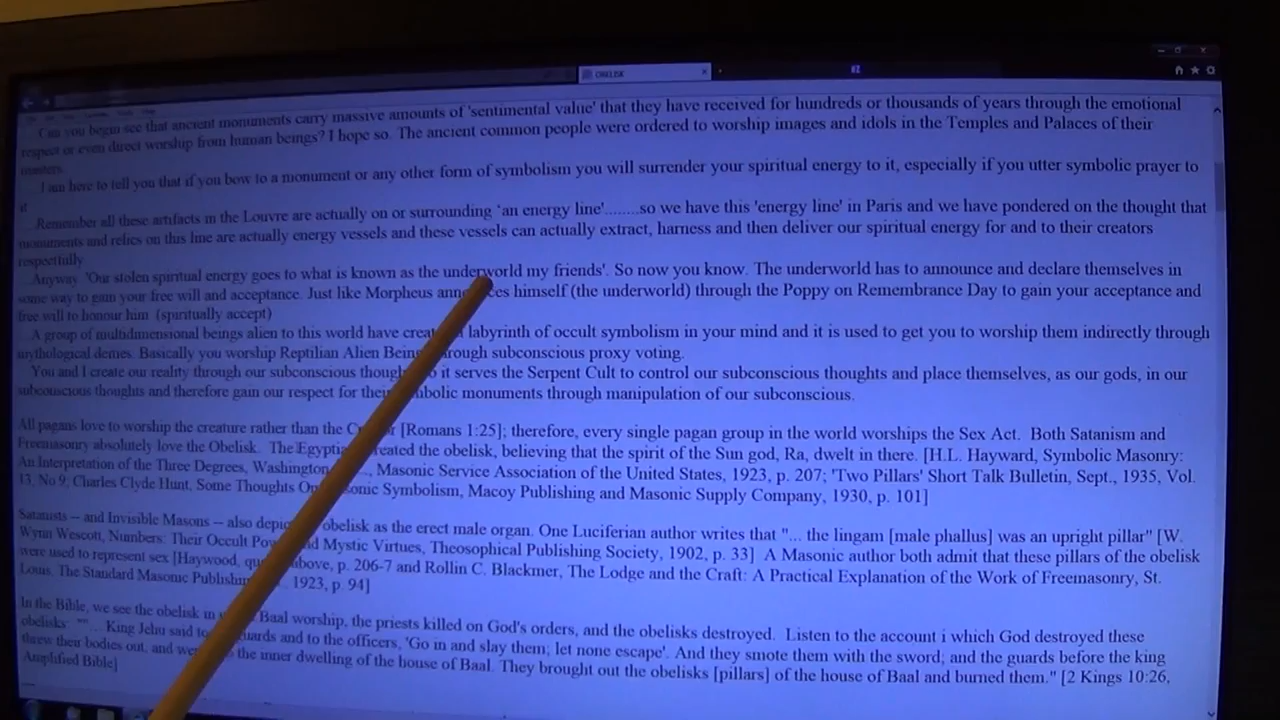 OBELISK
Can you begin see that ancient monuments carry massive amounts of 'sentimental value' that they have received for hundreds or thousands of years through the emotional
respect or even direct worship from human beings? I hope so. The ancient common people were ordered to worship images and idols in the Temples and Palaces of their
masters.
I am here to tell you that if you bow to a monument or any other form of symbolism you will surrender your spiritual energy to it, especially if you utter symbolic prayer to
it
Remember all these artifacts in the Louvre are actually on or surrounding 'an energy line'........so we have this 'energy line' in Paris and we have pondered on the thought that
monuments and relics on this line are actually energy vessels and these vessels can actually extract, harness and then deliver our spiritual energy for and to their creators
respectfully
Anyway 'Our stolen spiritual energy goes to what is known as the underworld my friends'. So now you know. The underworld has to announce and declare themselves in
some way to gain your free will and acceptance. Just like Morpheus announces himself (the underworld) through the Poppy on Remembrance Day to gain your acceptance and
free will to honour him (spiritually accept)
A group of multidimensional beings alien to this world have labyrinth of occult symbolism in your mind and it is used to get you to worship them indirectly through
mythological demes. Basically you worship Reptilian Alien through subconscious proxy voting.
You and I create our reality through our subconscious it serves the Serpent Cult to control our subconscious thoughts and place themselves, as our gods, in our
subconscious thoughts and therefore gain our respect for their symbolic monuments through manipulation of our subconscious.
All pagans love to worship the creature rather than the [Romans 1:25]; therefore, every single pagan group in the world worships the Sex Act. Both Satanism and
Freemasonry absolutely love the Obelisk. The created the obelisk, believing that the spirit of the Sun god, Ra, dwelt in there. [H.L. Hayward, Symbolic Masonry:
An Interpretation of the Three Degrees, Washington Masonic Service Association of the United States, 1923, p. 207; 'Two Pillars' Short Talk Bulletin, Sept., 1935, Vol.
13, No 9; Charles Clyde Hunt, Some Thoughts On Masonic Symbolism, Macoy Publishing and Masonic Supply Company, 1930, p. 101]
Satanists -- and Invisible Masons -- also obelisk as the erect male organ. One Luciferian author writes that "... the lingam [male phallus] was an upright pillar" [W.
Wynn Wescott, Numbers: Their Occult and Mystic Virtues, Theosophical Publishing Society, 1902, p. 33] A Masonic author both admit that these pillars of the obelisk
were used to represent sex [Haywood, above, p. 206-7 and Rollin C. Blackmer, The Lodge and the Craft: A Practical Explanation of the Work of Freemasonry, St.
Louis. The Standard Masonic 1923, p. 94]
In the Bible, we see the obelisk in Baal worship, the priests killed on God's orders, and the obelisks destroyed. Listen to the account i which God destroyed these
obelisks: King Jehu said to guards and to the officers, 'Go in and slay them; let none escape'. And they smote them with the sword; and the guards before the king
threw their bodies out, and the inner dwelling of the house of Baal. They brought out the obelisks [pillars] of the house of Baal and burned them." [2 Kings 10:26,
Amplified Bible]